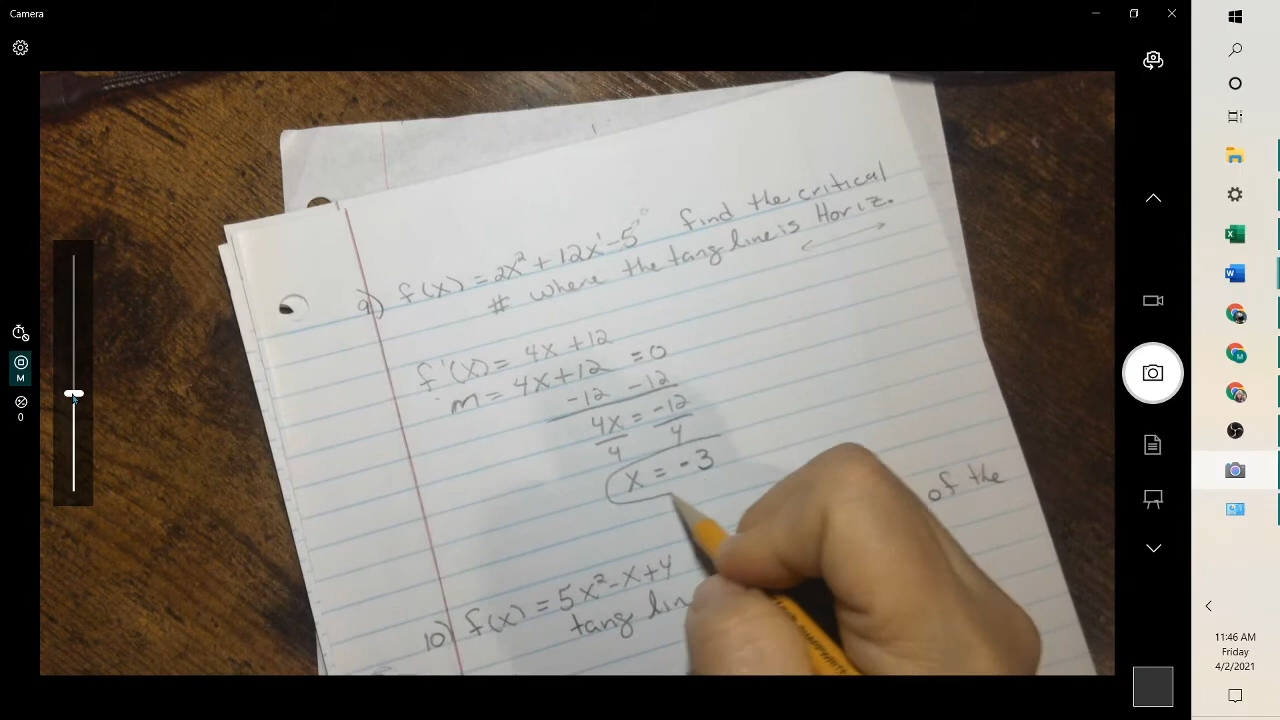 Camera
9) f(x) = 2x² + 12x¹ - 5x⁰ find the critical
# where the tang line is Horiz.
f'(x) = 4x + 12
m = 4x + 12 = 0
-12 -12
4x = -12
4 4
x = -3
of the
10) f(x) = 5x² - x + 4
tang lin
M
0
11:46 AM
Friday
4/2/2021